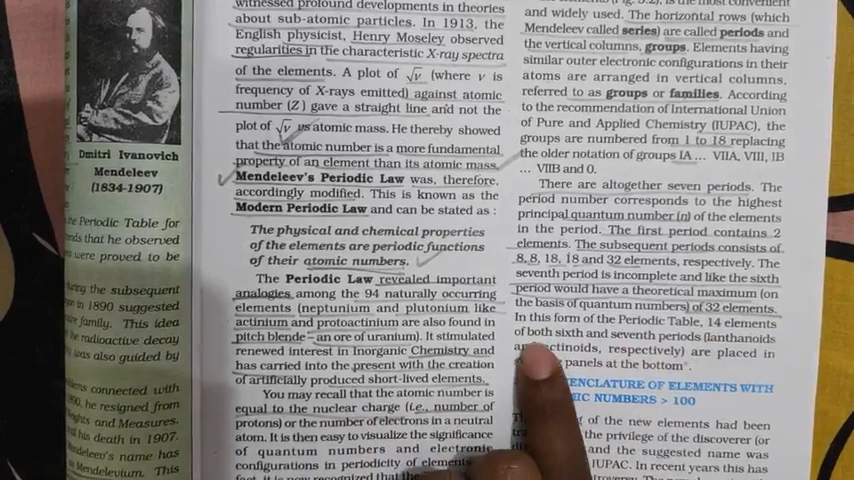 Dmitri Ivanovich
Mendeleev
(1834-1907)
he Periodic Table for
ends that he observed
s were proved to be
during the subsequent
on in 1890 suggested
tire family. This idea
he radioactive decay
was also guided by
problems connected with
he resigned from
Weights and Measures.
till his death in 1907.
Mendeleev's name has
Mendelevium. This
witnessed profound developments in theories
about sub-atomic particles. In 1913, the
English physicist, Henry Moseley observed
regularities in the characteristic X-ray spectra
of the elements. A plot of √ν (where ν is
frequency of X-rays emitted) against atomic
number (Z) gave a straight line and not the
plot of √ν vs atomic mass. He thereby showed
that the atomic number is a more fundamental
property of an element than its atomic mass.
Mendeleev's Periodic Law was, therefore,
accordingly modified. This is known as the
Modern Periodic Law and can be stated as :
The physical and chemical properties
of the elements are periodic functions
of their atomic numbers.
The Periodic Law revealed important
analogies among the 94 naturally occurring
elements (neptunium and plutonium like
actinium and protoactinium are also found in
pitch blende – an ore of uranium). It stimulated
renewed interest in Inorganic Chemistry and
has carried into the present with the creation
of artificially produced short-lived elements.
You may recall that the atomic number is
equal to the nuclear charge (i.e., number of
protons) or the number of electrons in a neutral
atom. It is then easy to visualize the significance
of quantum numbers and electronic
configurations in periodicity of elements.
fact, it is now recognized that the
and widely used. The horizontal rows (which
Mendeleev called series) are called periods and
the vertical columns, groups. Elements having
similar outer electronic configurations in their
atoms are arranged in vertical columns,
referred to as groups or families. According
to the recommendation of International Union
of Pure and Applied Chemistry (IUPAC), the
groups are numbered from 1 to 18 replacing
the older notation of groups IA ... VIIA, VIII, IB
... VIIB and 0.
There are altogether seven periods. The
period number corresponds to the highest
principal quantum number (n) of the elements
in the period. The first period contains 2
elements. The subsequent periods consists of
8, 8, 18, 18 and 32 elements, respectively. The
seventh period is incomplete and like the sixth
period would have a theoretical maximum (on
the basis of quantum numbers) of 32 elements.
In this form of the Periodic Table, 14 elements
of both sixth and seventh periods (lanthanoids
actinoids, respectively) are placed in
panels at the bottom*.
NCLATURE OF ELEMENTS WITH
IC NUMBERS > 100
of the new elements had been
the privilege of the discoverer (or
and the suggested name was
IUPAC. In recent years this has